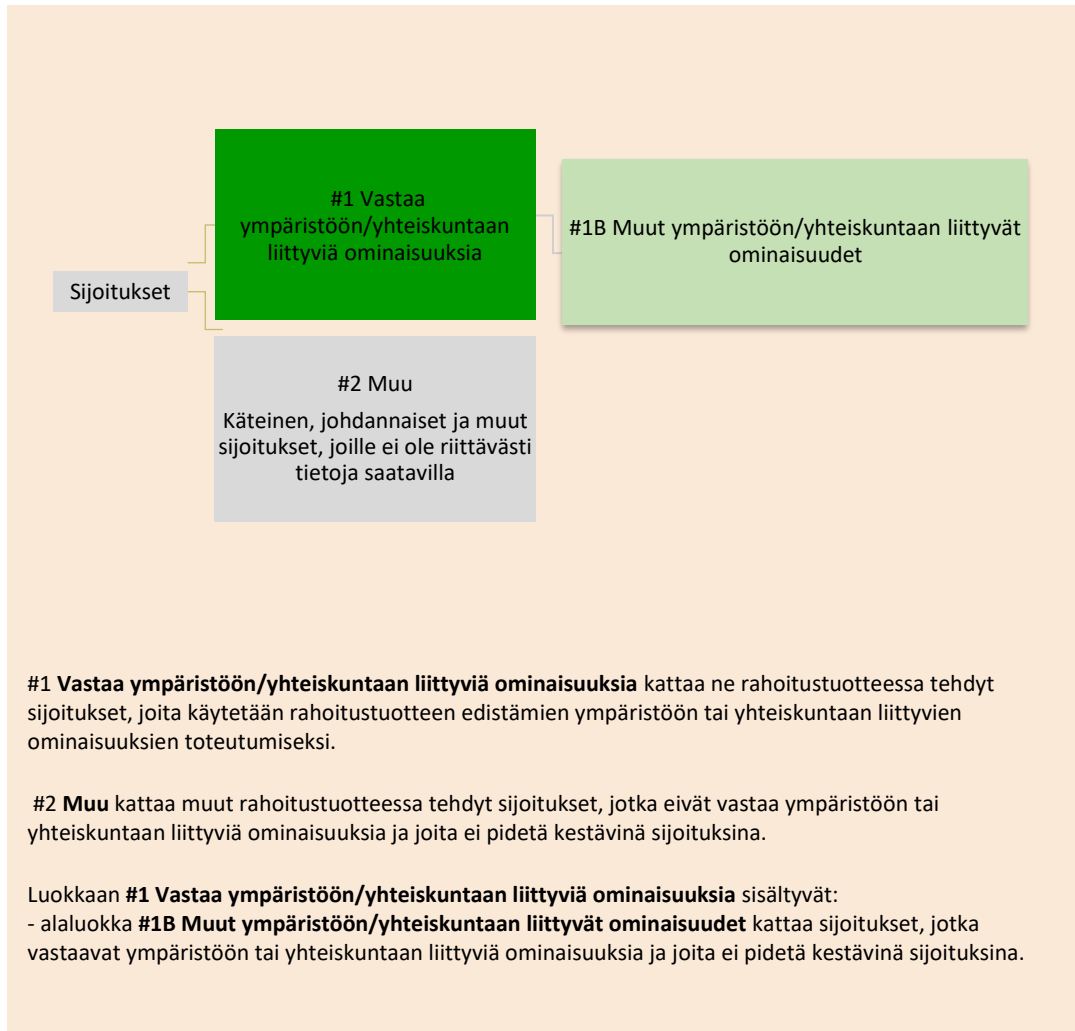 #1 Vastaa
ympäristöön/yhteiskuntaan
liittyviä ominaisuuksia
#1B Muut ympäristöön/yhteiskuntaan liittyvät
ominaisuudet
Sijoitukset
#2 Muu
Käteinen, johdannaiset ja muut
sijoitukset, joille ei ole riittävästi
tietoja saatavilla
#1 Vastaa ympäristöön/yhteiskuntaan liittyviä ominaisuuksia kattaa ne rahoitustuotteessa tehdyt
sijoitukset, joita käytetään rahoitustuotteen edistämien ympäristöön tai yhteiskuntaan liittyvien
ominaisuuksien toteutumiseksi.
#2 Muu kattaa muut rahoitustuotteessa tehdyt sijoitukset, jotka eivät vastaa ympäristöön tai
yhteiskuntaan liittyviä ominaisuuksia ja joita ei pidetä kestävinä sijoituksina.
Luokkaan #1 Vastaa ympäristöön/yhteiskuntaan liittyviä ominaisuuksia sisältyvät:
- alaluokka #1B Muut ympäristöön/yhteiskuntaan liittyvät ominaisuudet kattaa sijoitukset, jotka
vastaavat ympäristöön tai yhteiskuntaan liittyviä ominaisuuksia ja joita ei pidetä kestävinä sijoituksina.